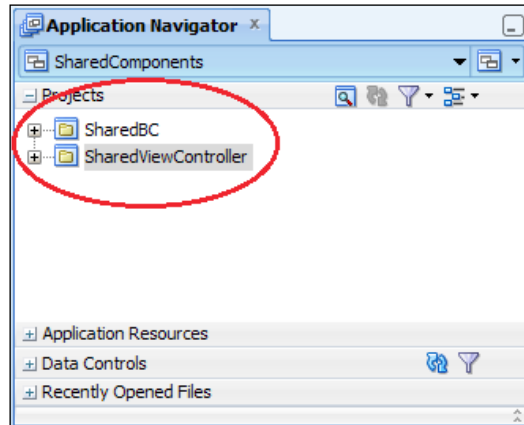 Application Navigator
SharedComponents
Projects
SharedBC
SharedViewController
Application Resources
Data Controls
Recently Opened Files